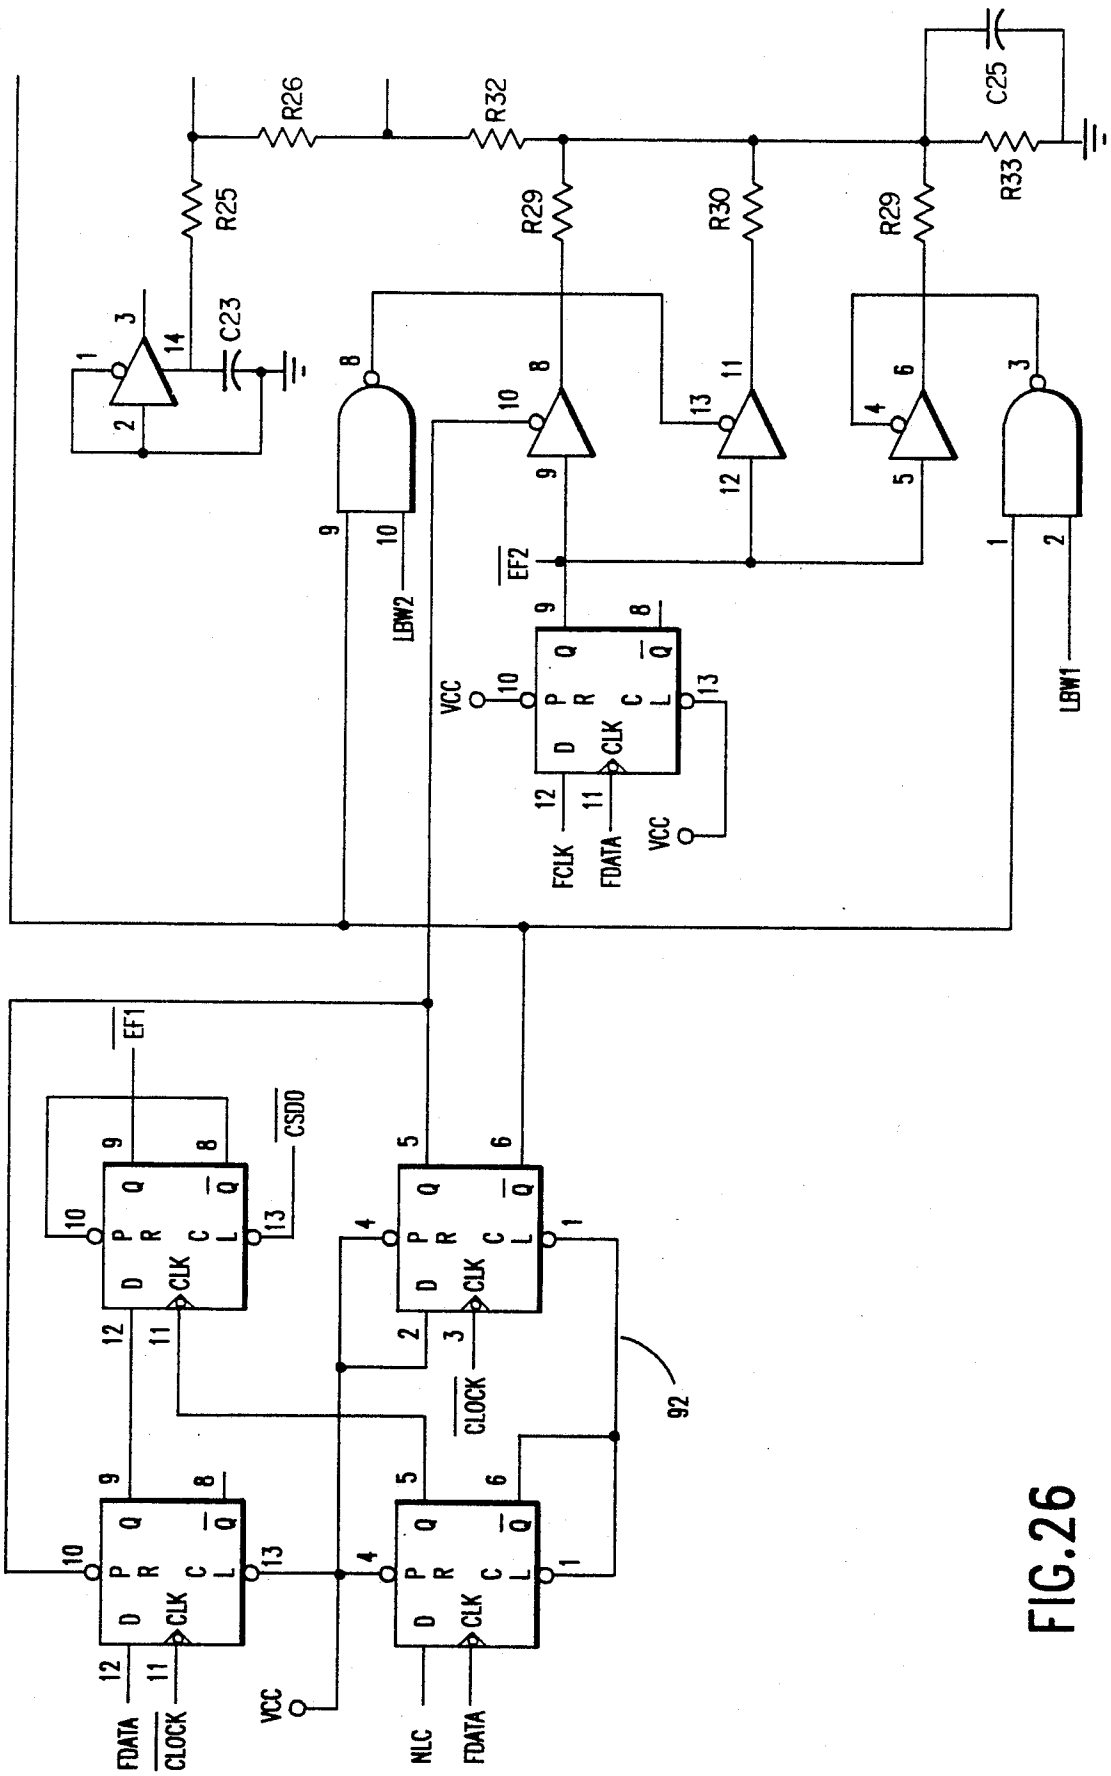 FDATA
12
CLOCK
11
D
CLK
10
P
R
C
L
13
Q
Q
9
8
12
11
D
CLK
10
P
R
C
L
13
CSDO
Q
Q
9
8
EF1
VCC
NLC
FDATA
D
CLK
4
P
R
C
L
1
Q
Q
5
6
92
2
3
CLOCK
D
CLK
4
P
R
C
L
1
Q
Q
5
6
FCLK
12
FDATA
11
D
CLK
VCC
10
P
R
C
L
13
VCC
Q
Q
9
8
EF2
1
2
3
14
C23
R25
R26
9
10
LBW2
8
9
10
8
R29
R32
12
13
11
R30
5
4
6
R29
R33
C25
1
2
LBW1
3
FIG.26